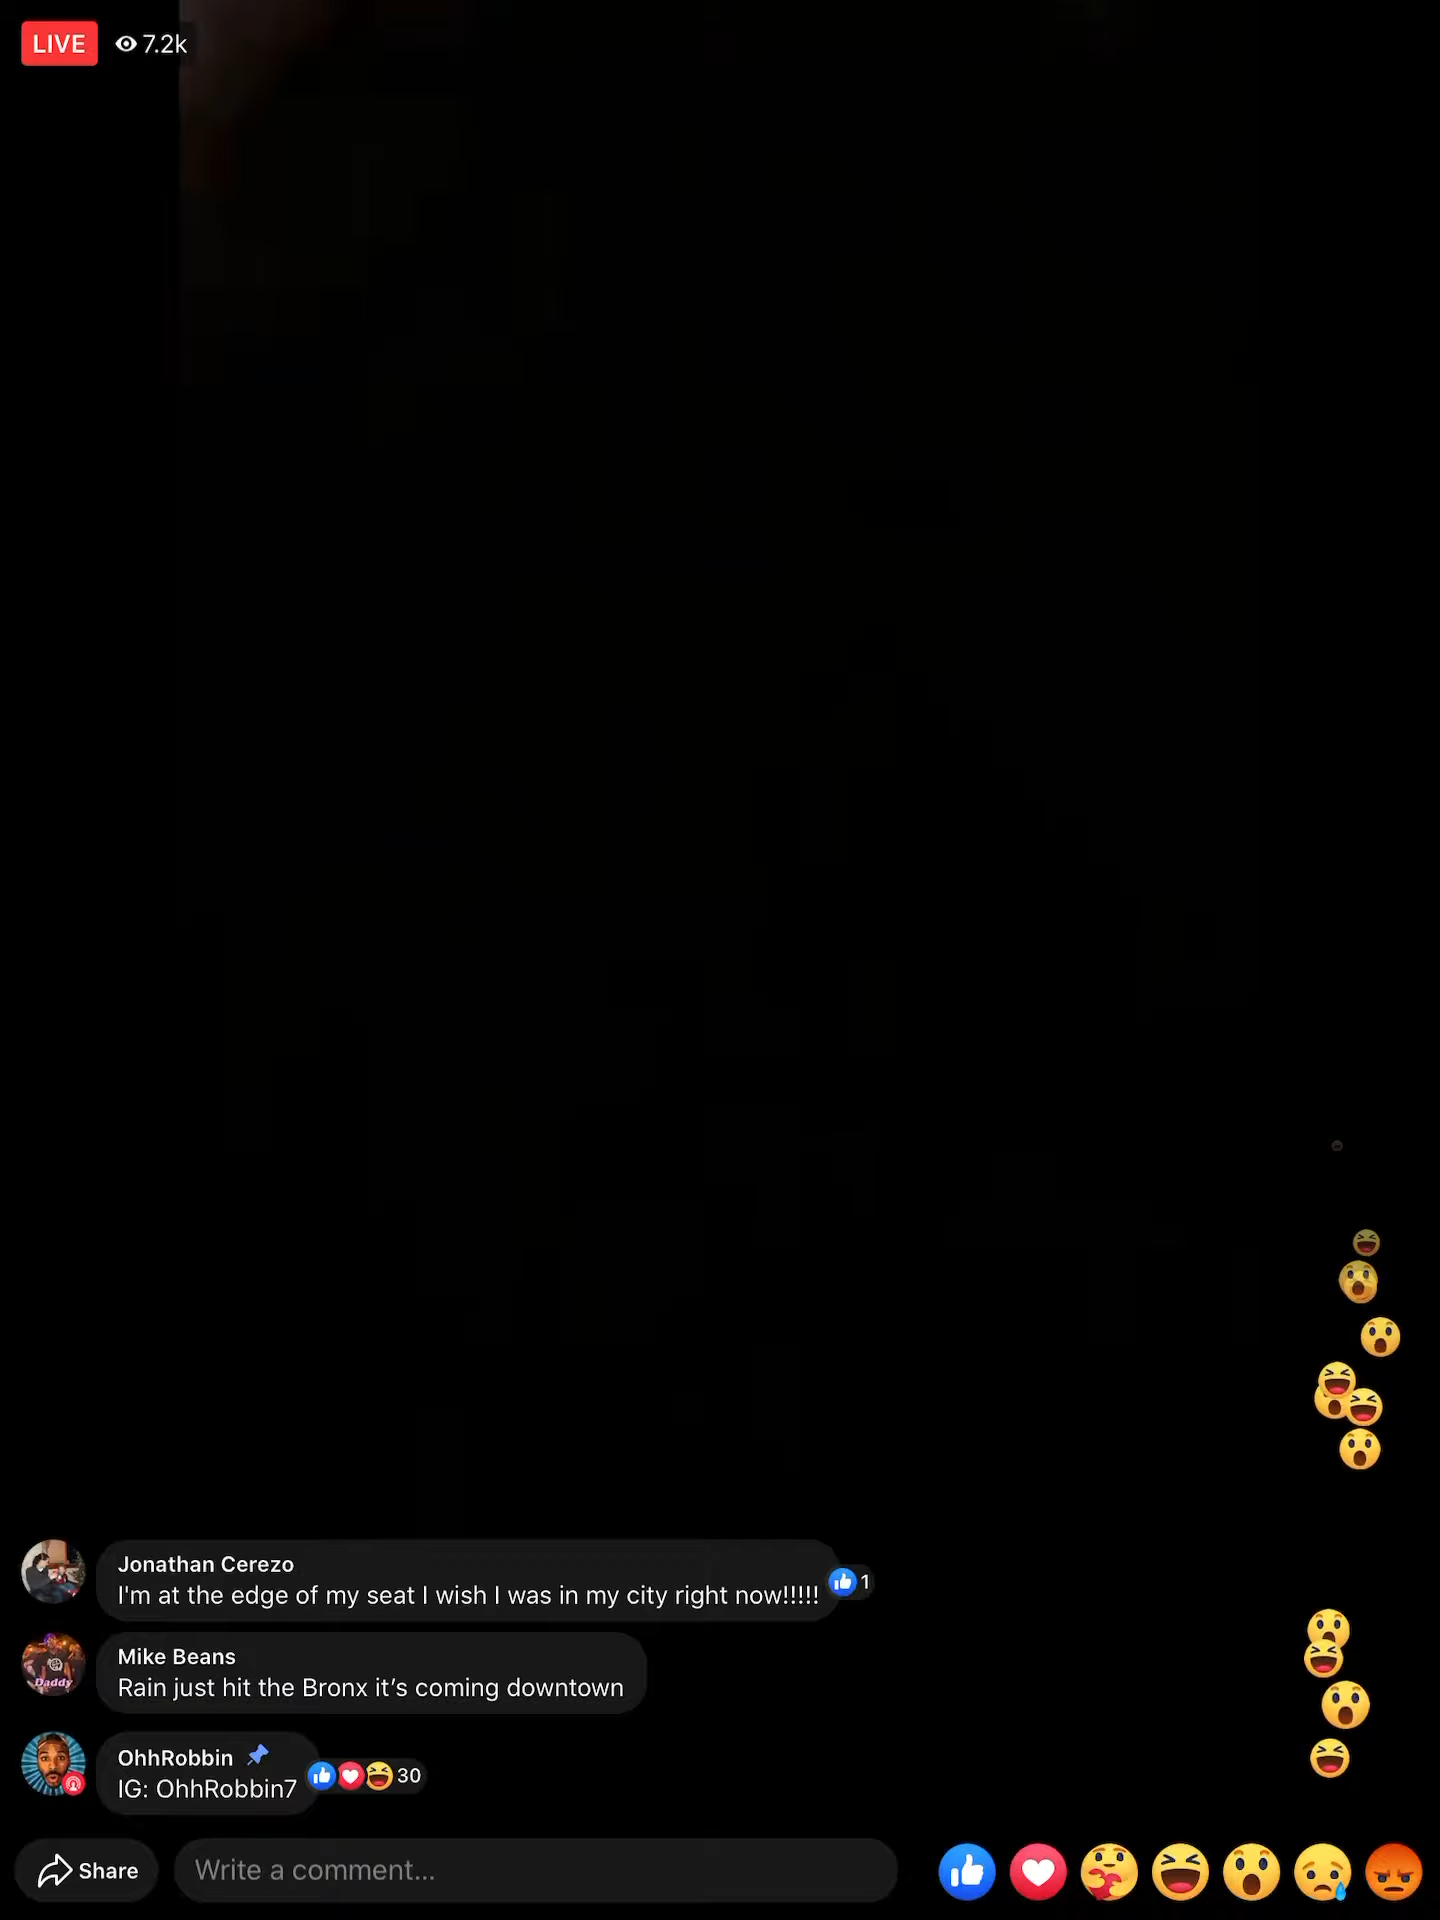 LIVE 7.2k
Jonathan Cerezo
I'm at the edge of my seat I wish I was in my city right now!!!!! 1
Mike Beans
Daddy
Rain just hit the Bronx it’s coming downtown
OhhRobbin
IG: OhhRobbin7 30
Share Write a comment...